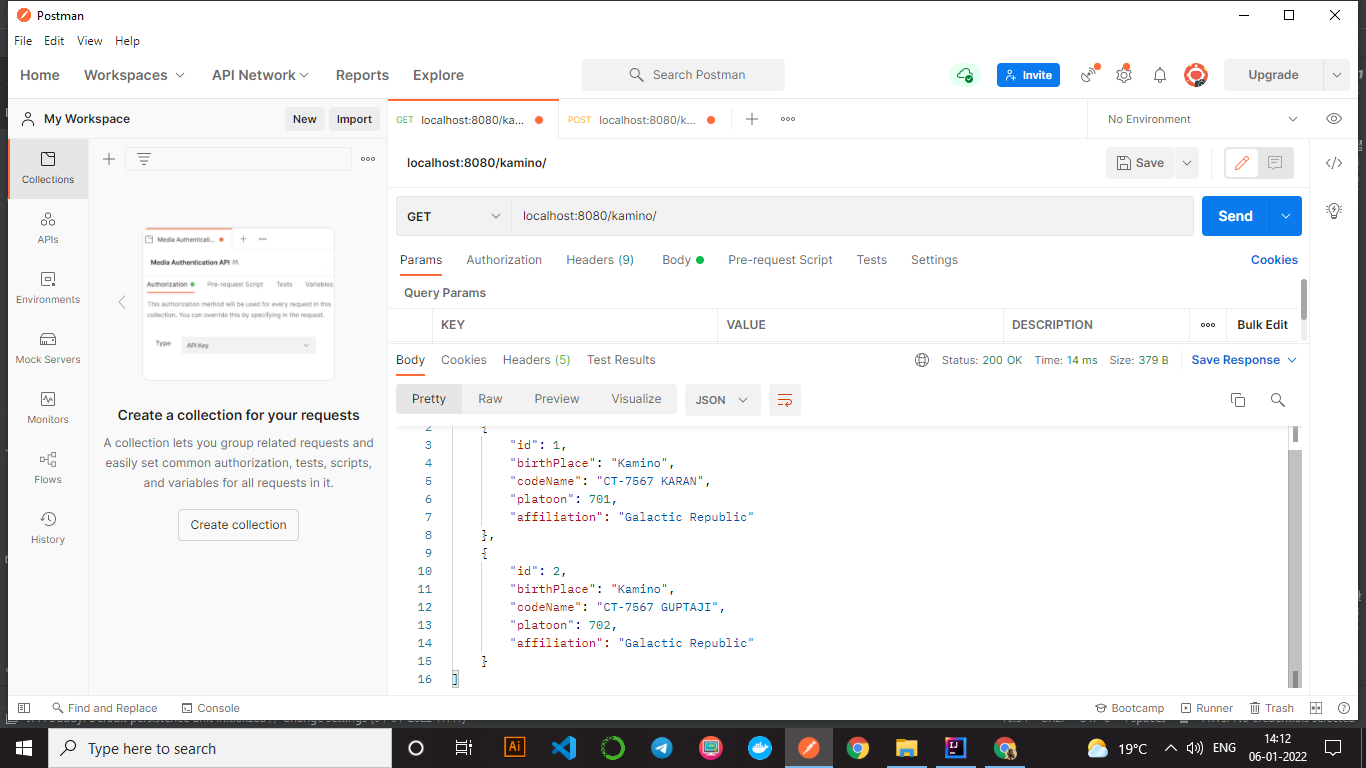 Postman
File Edit View Help
Home Workspaces API Network Reports Explore Search Postman Invite Upgrade
My Workspace New Import GET localhost:8080/ka... POST localhost:8080/k... No Environment
localhost:8080/kamino/ Save
Collections
APIs
Environments
Mock Servers
Monitors
Flows
History
Media Authenticati...
Media Authentication API
Authorization Pre-request Script Tests Variables
This authorization method will be used for every request in this
collection. You can override this by specifying in the request.
Type API Key
Create a collection for your requests
A collection lets you group related requests and
easily set common authorization, tests, scripts,
and variables for all requests in it.
Create collection
GET localhost:8080/kamino/ Send
Params Authorization Headers (9) Body Pre-request Script Tests Settings Cookies
Query Params
KEY VALUE DESCRIPTION Bulk Edit
Body Cookies Headers (5) Test Results Status: 200 OK Time: 14 ms Size: 379 B Save Response
Pretty Raw Preview Visualize JSON
2 {
3 "id": 1,
4 "birthPlace": "Kamino",
5 "codeName": "CT-7567 KARAN",
6 "platoon": 701,
7 "affiliation": "Galactic Republic"
8 },
9 {
10 "id": 2,
11 "birthPlace": "Kamino",
12 "codeName": "CT-7567 GUPTAJI",
13 "platoon": 702,
14 "affiliation": "Galactic Republic"
15 }
16 ]
Find and Replace Console Bootcamp Runner Trash
Type here to search Ai IJ 19°C ENG 14:12
06-01-2022